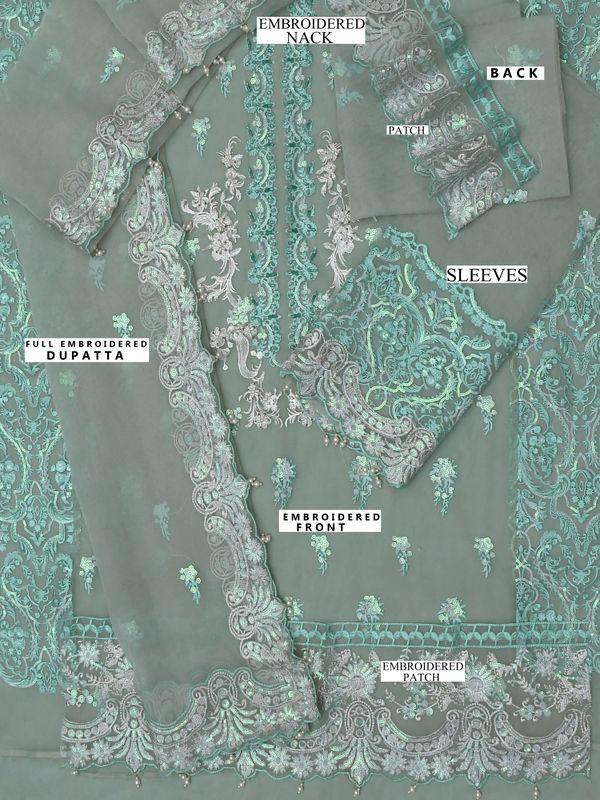 EMBROIDERED
NACK
BACK
PATCH
SLEEVES
FULL EMBROIDERED
DUPATTA
EMBROIDERED
FRONT
EMBROIDERED
PATCH